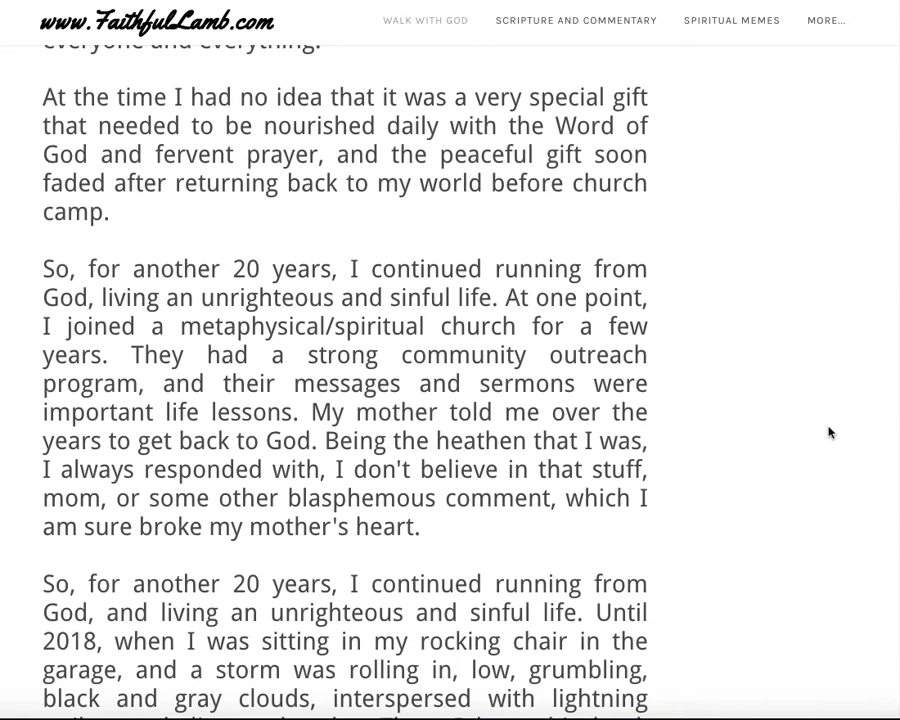 www.FaithfulLamb.com
WALK WITH GOD SCRIPTURE AND COMMENTARY SPIRITUAL MEMES MORE...
everyone and everything.
At the time I had no idea that it was a very special gift
that needed to be nourished daily with the Word of
God and fervent prayer, and the peaceful gift soon
faded after returning back to my world before church
camp.
So, for another 20 years, I continued running from
God, living an unrighteous and sinful life. At one point,
I joined a metaphysical/spiritual church for a few
years. They had a strong community outreach
program, and their messages and sermons were
important life lessons. My mother told me over the
years to get back to God. Being the heathen that I was,
I always responded with, I don't believe in that stuff,
mom, or some other blasphemous comment, which I
am sure broke my mother's heart.
So, for another 20 years, I continued running from
God, and living an unrighteous and sinful life. Until
2018, when I was sitting in my rocking chair in the
garage, and a storm was rolling in, low, grumbling,
black and gray clouds, interspersed with lightning